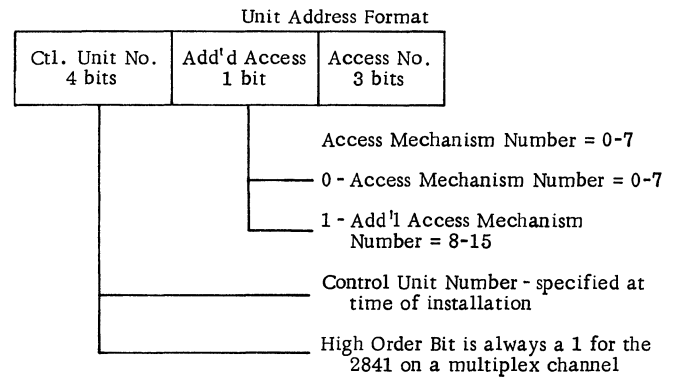 Unit Address Format
Ctl. Unit No.
4 bits
Add'd Access
1 bit
Access No.
3 bits
Access Mechanism Number = 0-7
0 - Access Mechanism Number = 0-7
1 - Add'l Access Mechanism
Number = 8-15
Control Unit Number - specified at
time of installation
High Order Bit is always a 1 for the
2841 on a multiplex channel